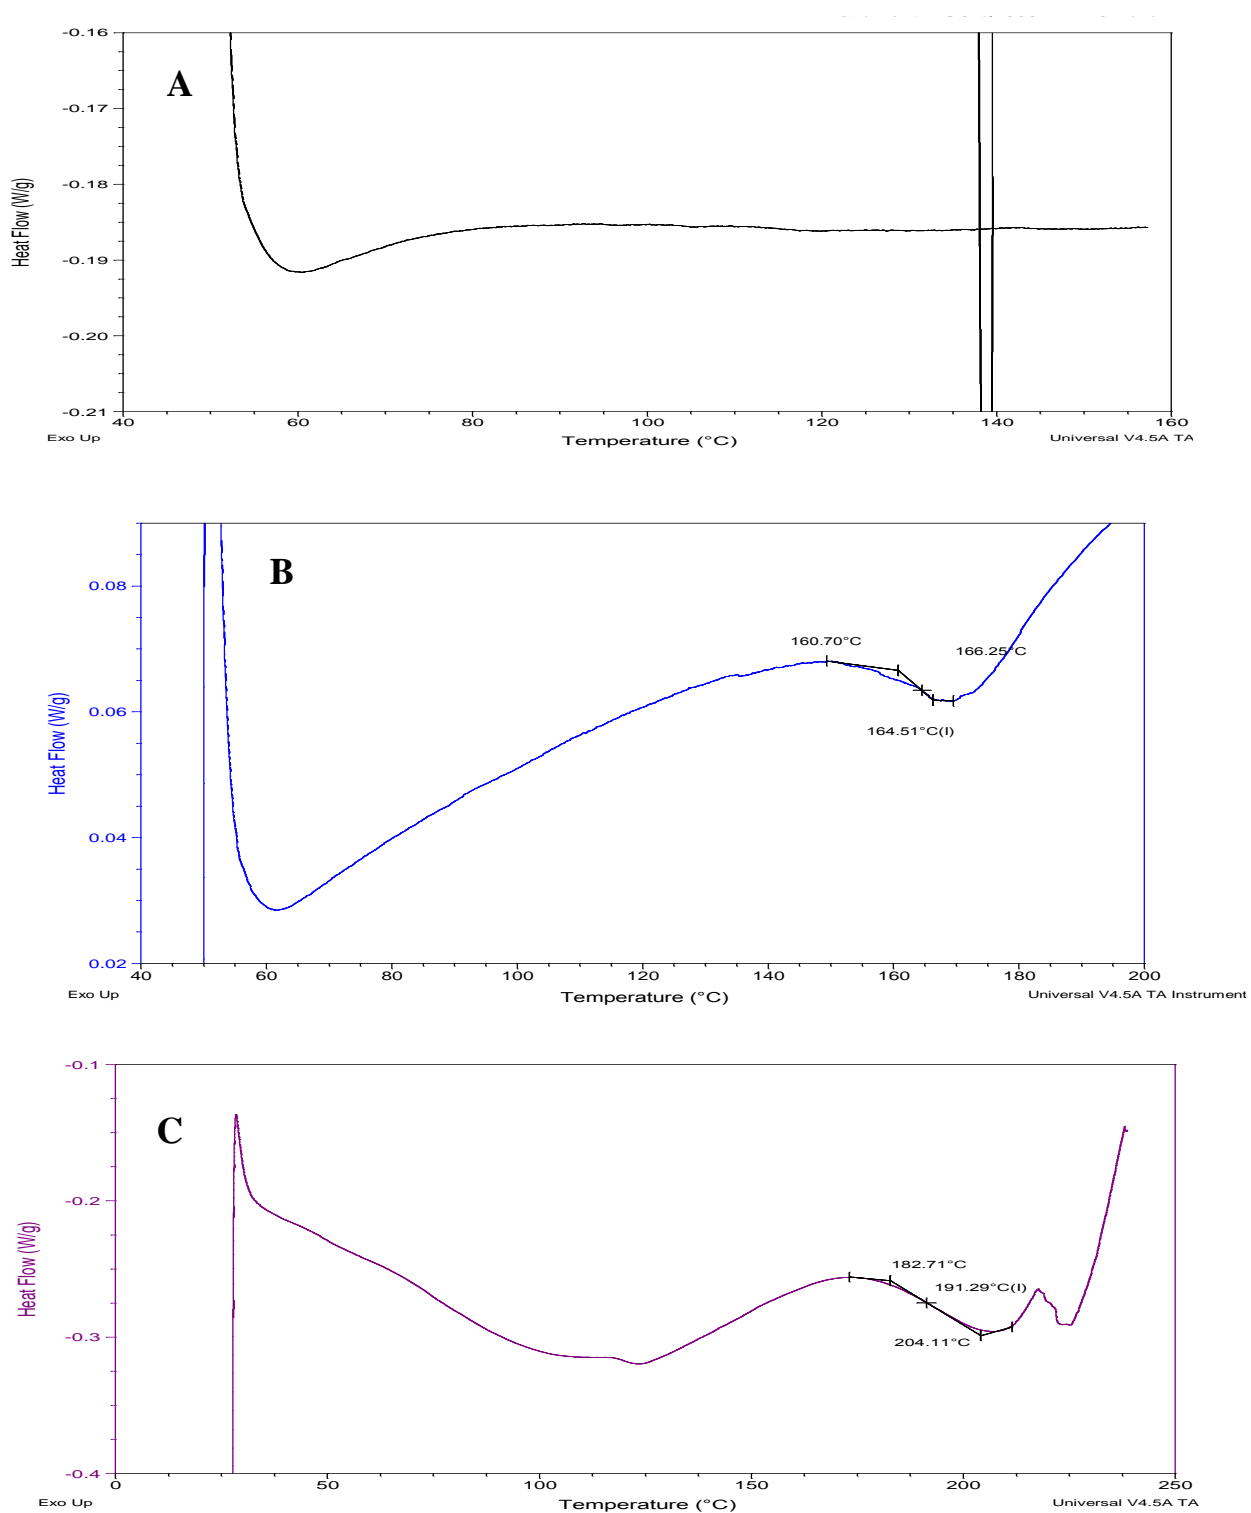 -0.16
A
-0.17
-0.18
Heat Flow (W/g)
-0.19
-0.20
-0.21
40 60 80 100 120 140 160
Exo Up Temperature (°C) Universal V4.5A TA
B
0.08
160.70°C
166.25°C
0.06
Heat Flow (W/g)
164.51°C(I)
0.04
0.02
40 60 80 100 120 140 160 180 200
Exo Up Temperature (°C) Universal V4.5A TA Instrument
-0.1
C
-0.2
Heat Flow (W/g)
182.71°C
191.29°C(I)
-0.3
204.11°C
-0.4
0 50 100 150 200 250
Exo Up Temperature (°C) Universal V4.5A TA